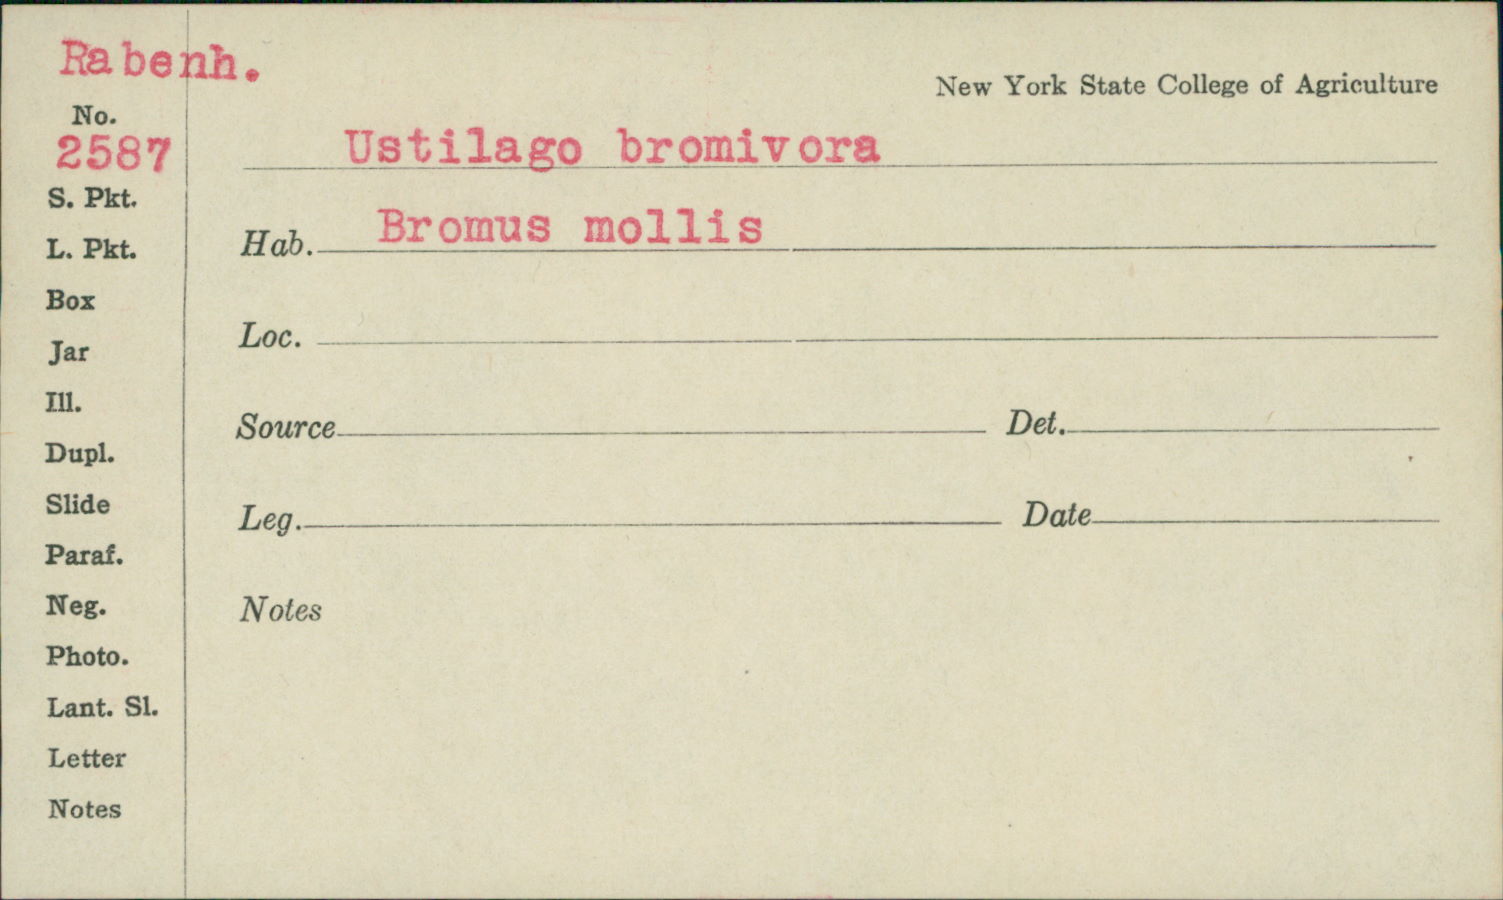 Rabenh.
New York State College of Agriculture
No.
2587
Ustilago bromivora
S. Pkt.
Hab. Bromus mollis
L. Pkt.
Box
Loc.
Jar
Ill.
Source Det.
Dupl.
Slide
Leg. Date
Paraf.
Neg.
Notes
Photo.
Lant. Sl.
Letter
Notes